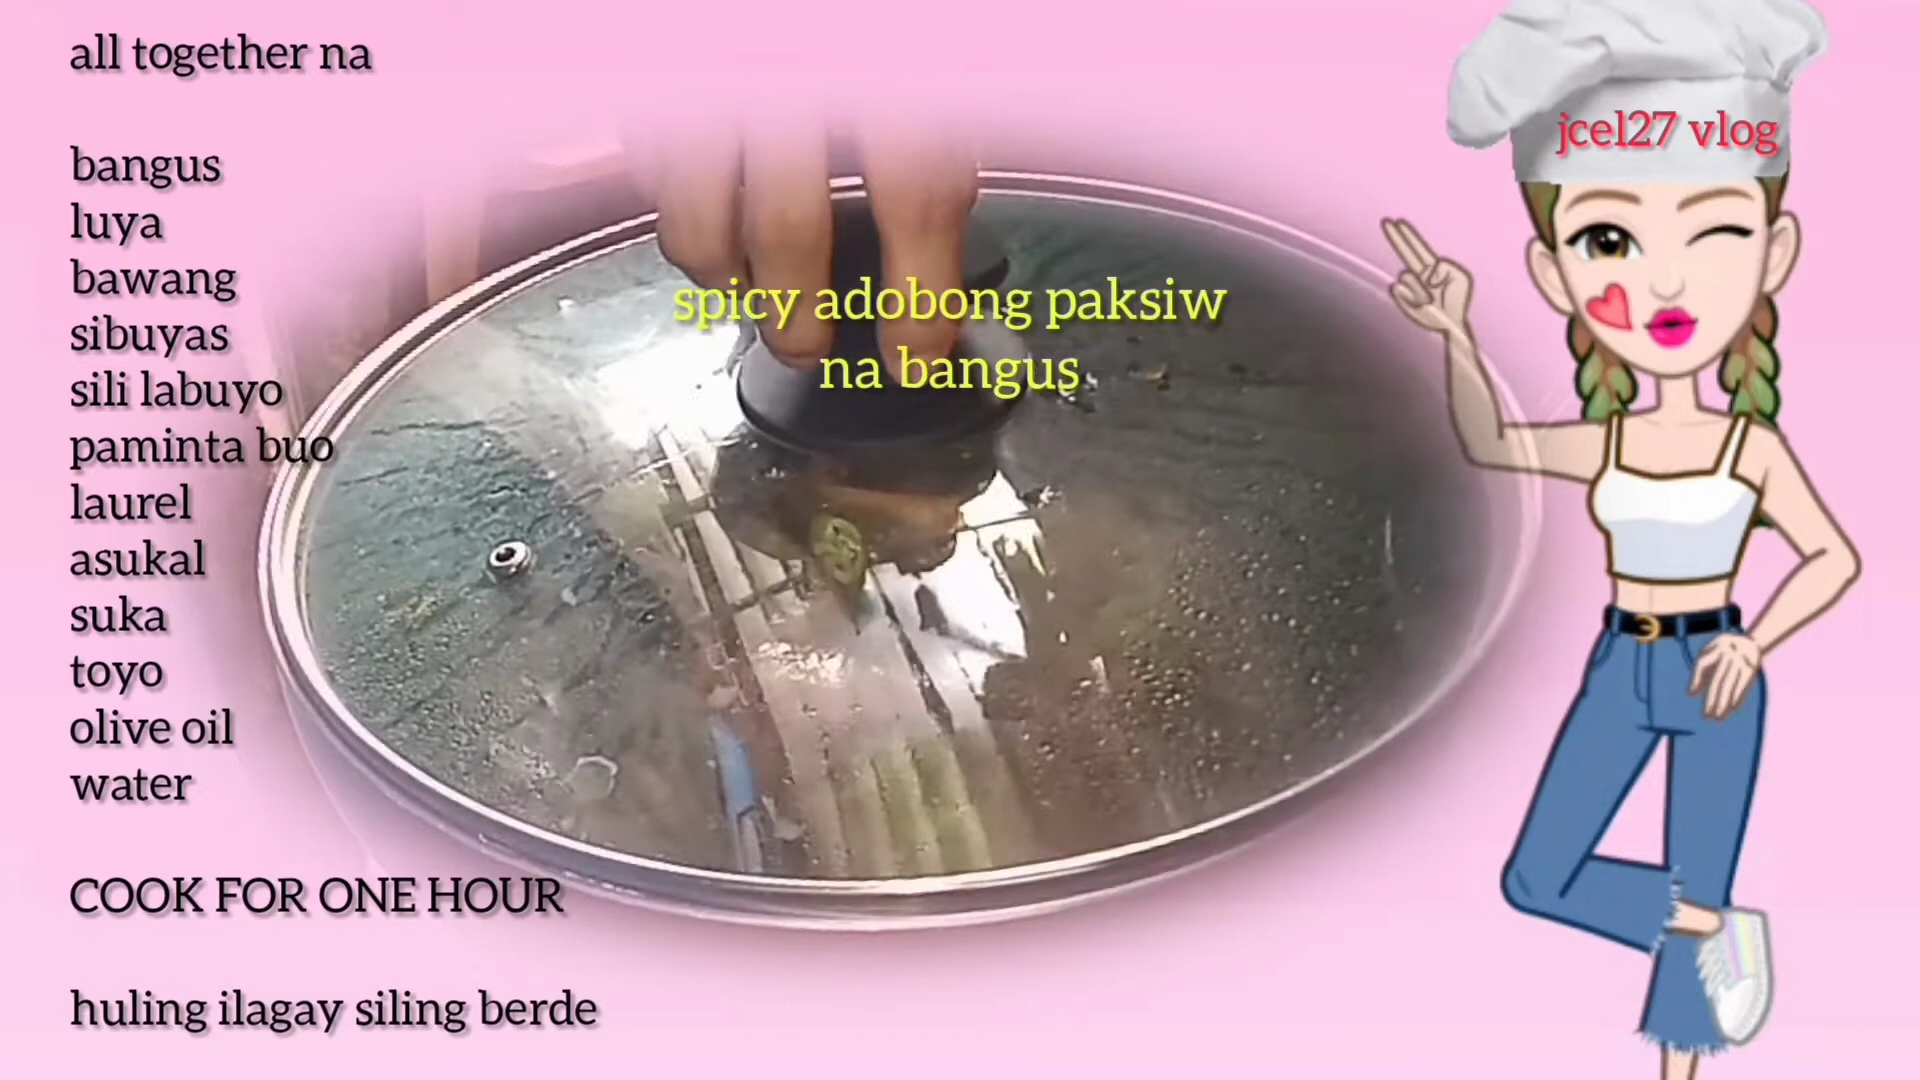 all together na
bangus
luya
bawang
sibuyas
sili labuyo
paminta buo
laurel
asukal
suka
toyo
olive oil
water
COOK FOR ONE HOUR
huling ilagay siling berde
spicy adobong paksiw
na bangus
jcel27 vlog